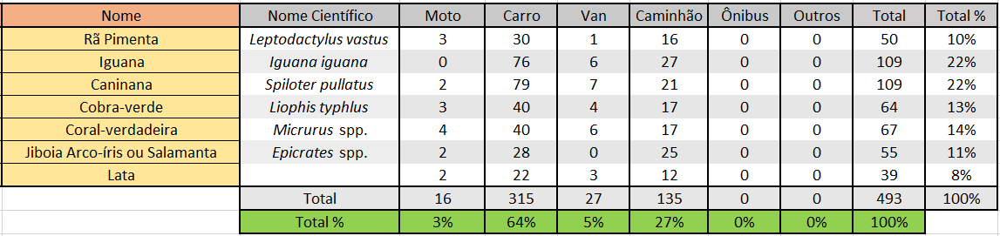 Nome Nome Científico Moto Carro Van Caminhão Ônibus Outros Total Total %
Rã Pimenta Leptodactylus vastus 3 30 1 16 0 0 50 10%
Iguana Iguana iguana 0 76 6 27 0 0 109 22%
Caninana Spiloter pullatus 2 79 7 21 0 0 109 22%
Cobra-verde Liophis typhlus 3 40 4 17 0 0 64 13%
Coral-verdadeira Micrurus spp. 4 40 6 17 0 0 67 14%
Jiboia Arco-íris ou Salamanta Epicrates spp. 2 28 0 25 0 0 55 11%
Lata 2 22 3 12 0 0 39 8%
Total 16 315 27 135 0 0 493 100%
Total % 3% 64% 5% 27% 0% 0% 100%